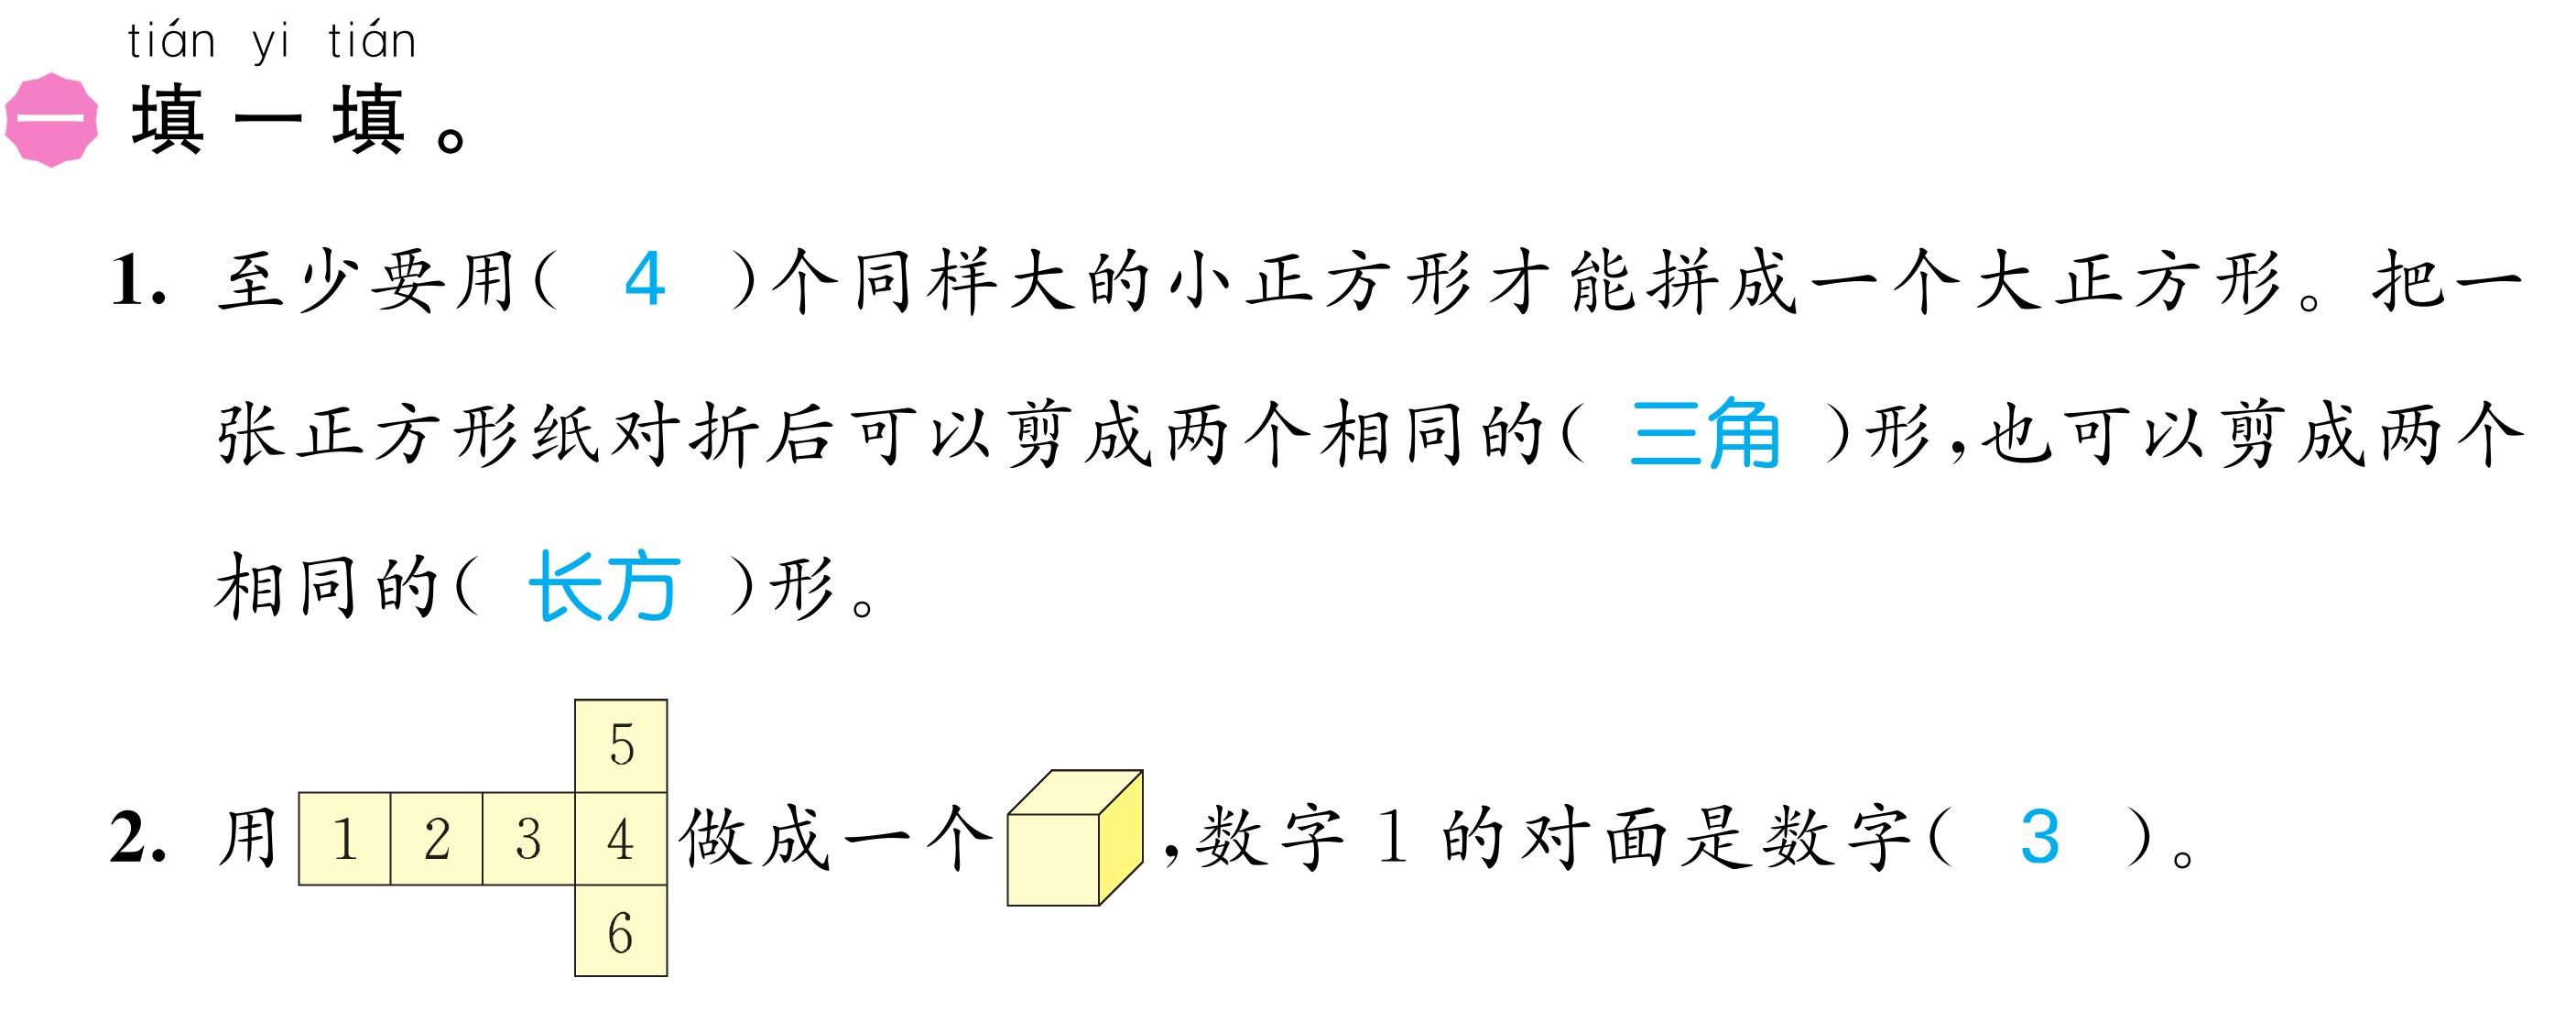 tián yi tián
一 填一填。
1. 至少要用( 4 )个同样大的小正方形才能拼成一个大正方形。把一
张正方形纸对折后可以剪成两个相同的( 三角 )形,也可以剪成两个
相同的( 长方 )形。
5
2. 用 1 2 3 4 做成一个 ,数字 1 的对面是数字( 3 )。
6